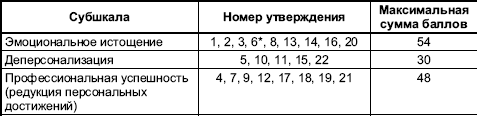 Субшкала Номер утверждения Максимальная
сумма баллов
Эмоциональное истощение 1, 2, 3, 6*, 8, 13, 14, 16, 20 54
Деперсонализация 5, 10, 11, 15, 22 30
Профессиональная успешность 4, 7, 9, 12, 17, 18, 19, 21 48
(редукция персональных
достижений)